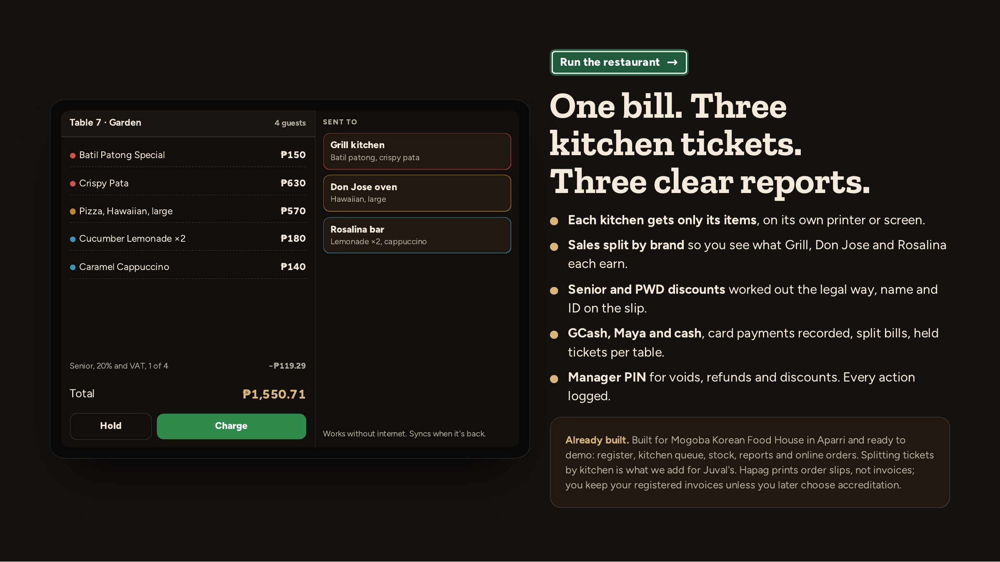 Table 7 · Garden
4 guests
Batil Patong Special ₱150
Crispy Pata ₱630
Pizza, Hawaiian, large ₱570
Cucumber Lemonade ×2 ₱180
Caramel Cappuccino ₱140
Senior, 20% and VAT, 1 of 4 −₱119.29
Total ₱1,550.71
Hold
Charge
SENT TO
Grill kitchen
Batil patong, crispy pata
Don Jose oven
Hawaiian, large
Rosalina bar
Lemonade ×2, cappuccino
Works without internet. Syncs when it's back.
Run the restaurant →
One bill. Three
kitchen tickets.
Three clear reports.
Each kitchen gets only its items, on its own printer or screen.
Sales split by brand so you see what Grill, Don Jose and Rosalina
each earn.
Senior and PWD discounts worked out the legal way, name and
ID on the slip.
GCash, Maya and cash, card payments recorded, split bills, held
tickets per table.
Manager PIN for voids, refunds and discounts. Every action
logged.
Already built. Built for Mogoba Korean Food House in Aparri and ready to
demo: register, kitchen queue, stock, reports and online orders. Splitting tickets
by kitchen is what we add for Juval's. Hapag prints order slips, not invoices;
you keep your registered invoices unless you later choose accreditation.